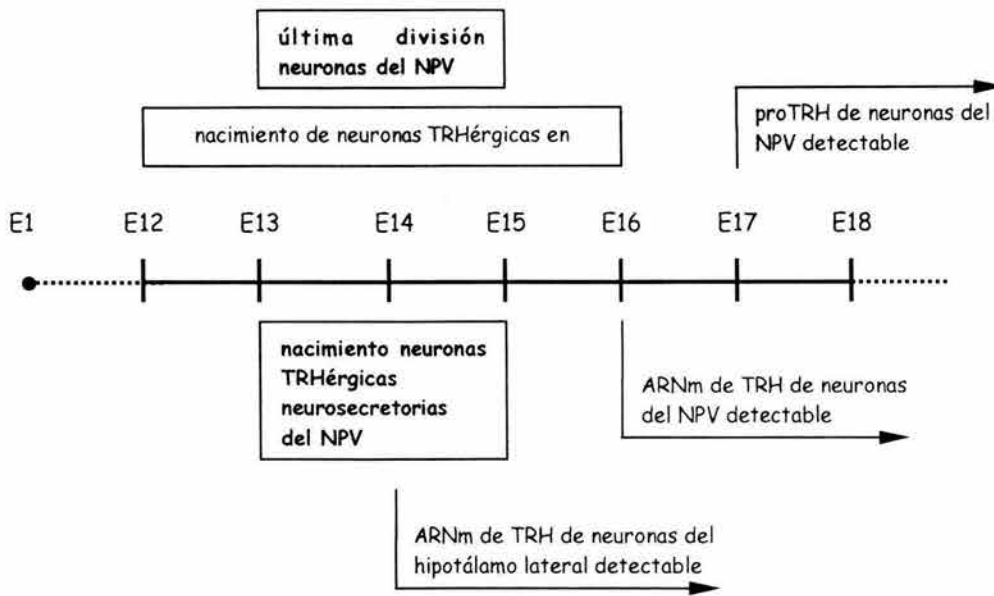 última división
neuronas del NPV
nacimiento de neuronas TRHérgicas en
proTRH de neuronas del
NPV detectable
E1 E12 E13 E14 E15 E16 E17 E18
nacimiento neuronas
TRHérgicas
neurosecretorias
del NPV
ARNm de TRH de neuronas
del NPV detectable
ARNm de TRH de neuronas del
hipotálamo lateral detectable